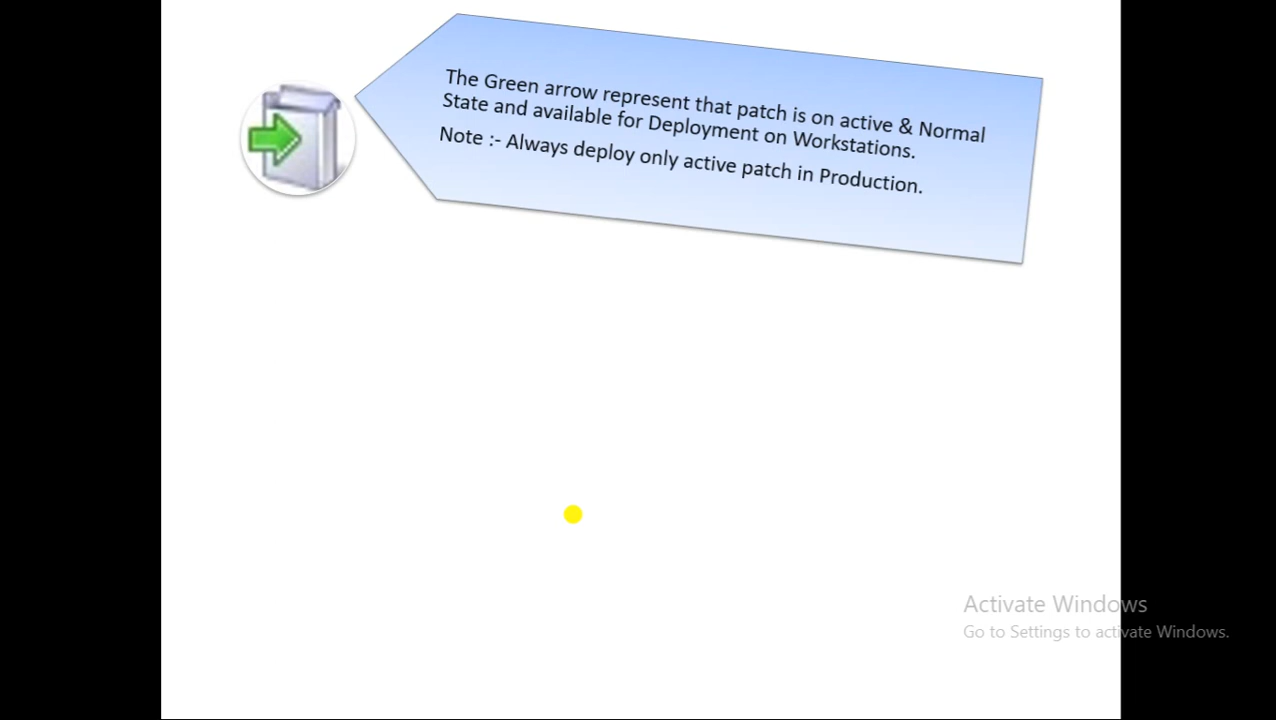 The Green arrow represent that patch is on active & Normal
State and available for Deployment on Workstations.
Note :- Always deploy only active patch in Production.
Activate Windows
Go to Settings to activate Windows.